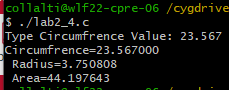 collalti@wlf22-cpre-06 /cygdrive
$ ./lab2_4.c
Type Circumfrence Value: 23.567
Circumfrence=23.567000
Radius=3.750808
Area=44.197643